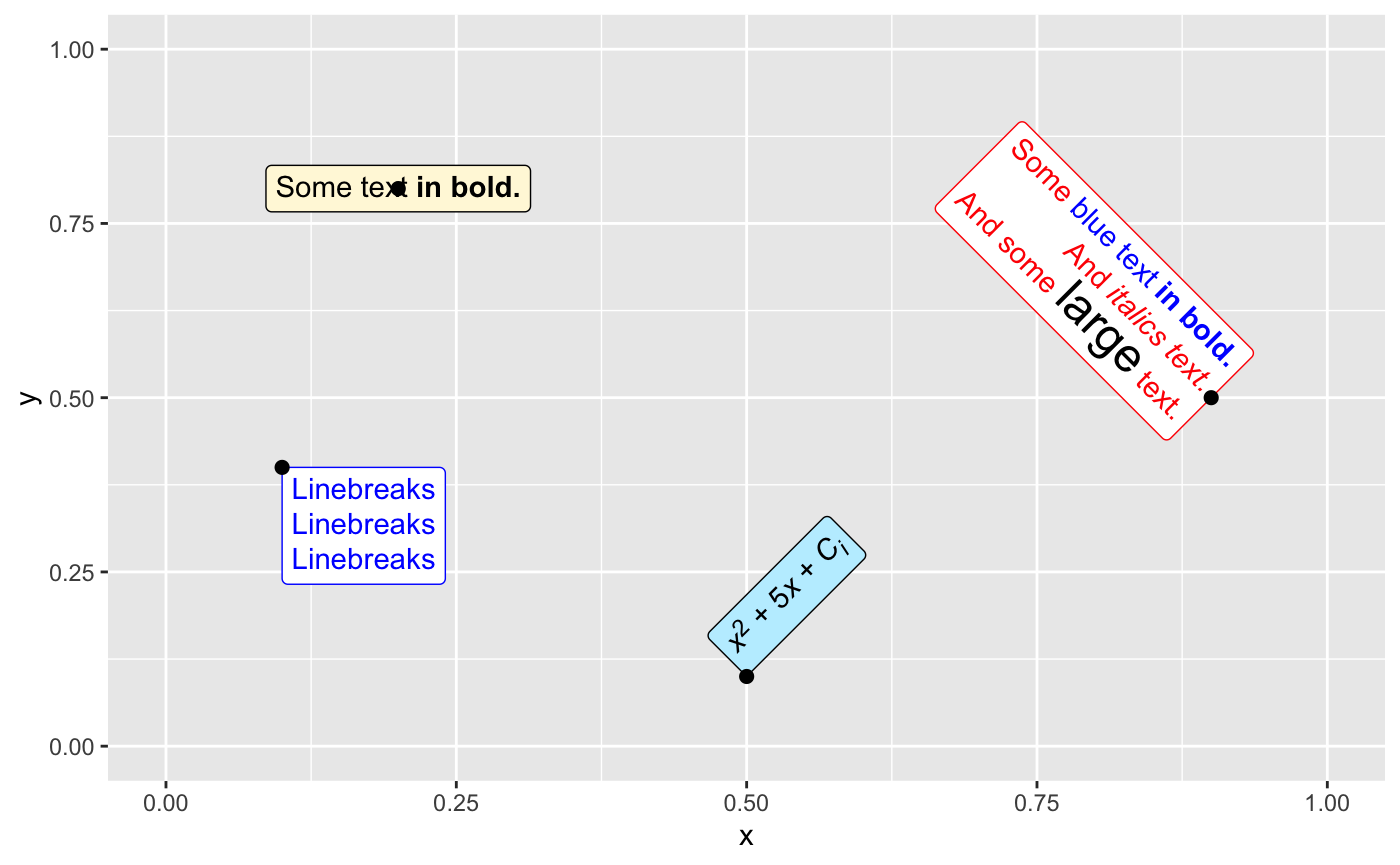 1.00
0.75
0.50
0.25
0.00
y
Some text in bold.
Some blue text in bold.
And italics text.
And some large text.
Linebreaks
Linebreaks
Linebreaks
x² + 5x + Cᵢ
0.00
0.25
0.50
0.75
1.00
x